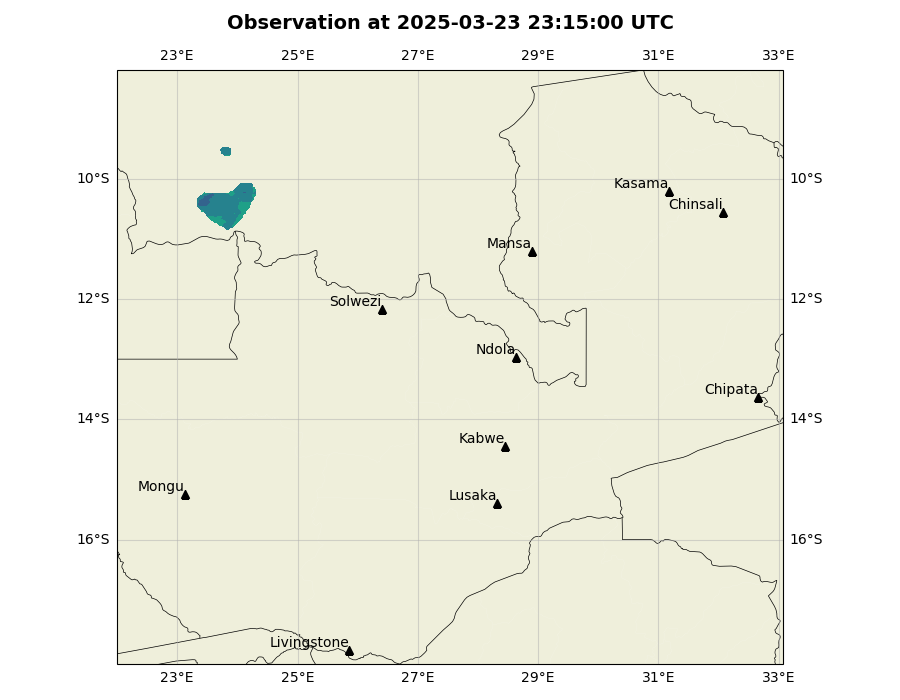 Observation at 2025-03-23 23:15:00 UTC
23°E 25°E 27°E 29°E 31°E 33°E
10°S 10°S
Kasama
Chinsali
Mansa
12°S 12°S
Solwezi
Ndola
Chipata
14°S 14°S
Kabwe
Mongu
Lusaka
16°S 16°S
Livingstone
23°E 25°E 27°E 29°E 31°E 33°E